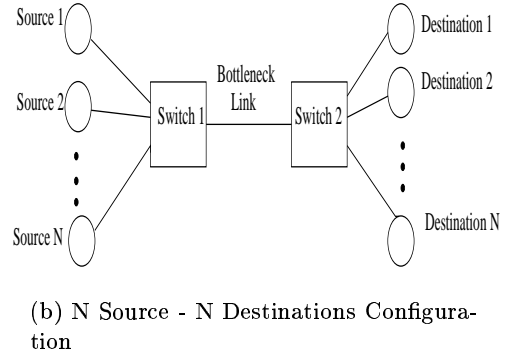 Source 1
Destination 1
Bottleneck
Link
Source 2
Destination 2
Switch 1
Switch 2
Source N
Destination N
(b) N Source - N Destinations Configura-
tion